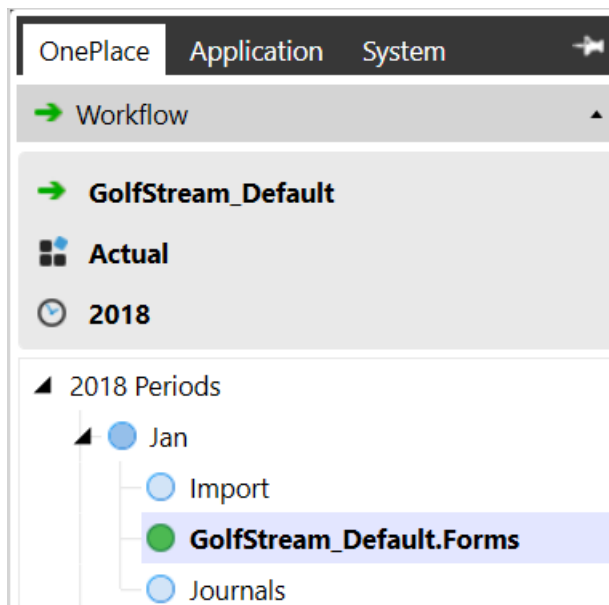 OnePlace Application System
Workflow
GolfStream_Default
Actual
2018
2018 Periods
Jan
Import
GolfStream_Default.Forms
Journals